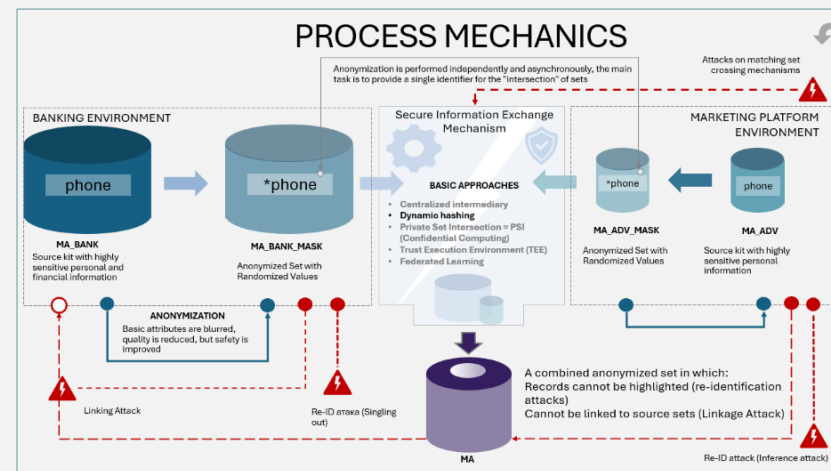 PROCESS MECHANICS
Anonymization is performed independently and asynchronously, the main
task is to provide a single identifier for the "intersection" of sets
Attacks on matching set
crossing mechanisms
BANKING ENVIRONMENT
phone
MA_BANK
Source kit with highly
sensitive personal and
financial information
*phone
MA_BANK_MASK
Anonymized Set with
Randomized Values
Secure Information Exchange
Mechanism
BASIC APPROACHES
• Centralized intermediary
• Dynamic hashing
• Private Set Intersection = PSI
(Confidential Computing)
• Trust Execution Environment (TEE)
• Federated Learning
MARKETING PLATFORM
ENVIRONMENT
*phone
MA_ADV_MASK
Anonymized Set with
Randomized Values
phone
MA_ADV
Source kit with highly
sensitive personal
information
ANONYMIZATION
Basic attributes are blurred,
quality is reduced, but safety is
improved
Linking Attack
Re-ID атака (Singling
out)
MA
A combined anonymized set in which:
Records cannot be highlighted (re-identification
attacks)
Cannot be linked to source sets (Linkage Attack)
Re-ID attack (Inference attack)